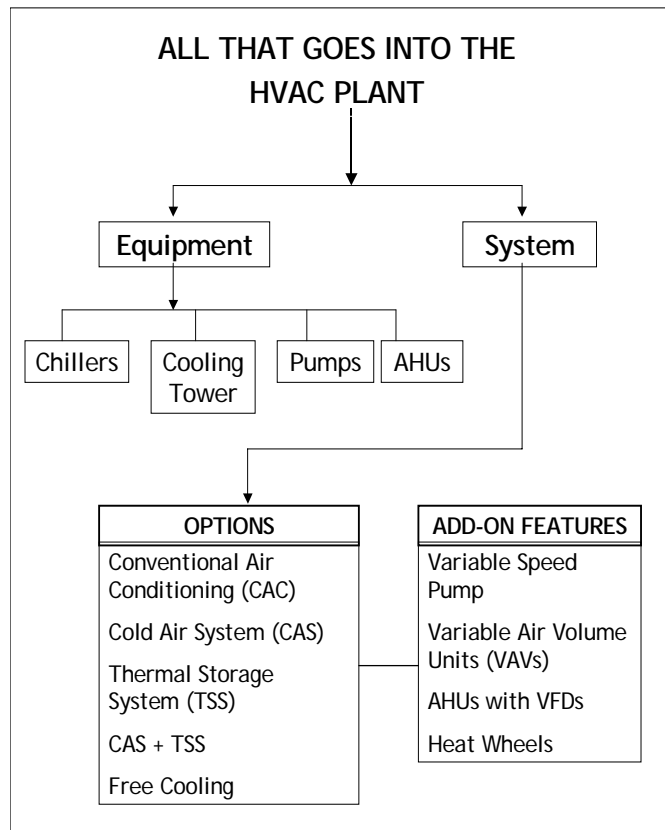 ALL THAT GOES INTO THE
HVAC PLANT
Equipment
System
Chillers
Cooling
Tower
Pumps
AHUs
OPTIONS
Conventional Air
Conditioning (CAC)
Cold Air System (CAS)
Thermal Storage
System (TSS)
CAS + TSS
Free Cooling
ADD-ON FEATURES
Variable Speed
Pump
Variable Air Volume
Units (VAVs)
AHUs with VFDs
Heat Wheels